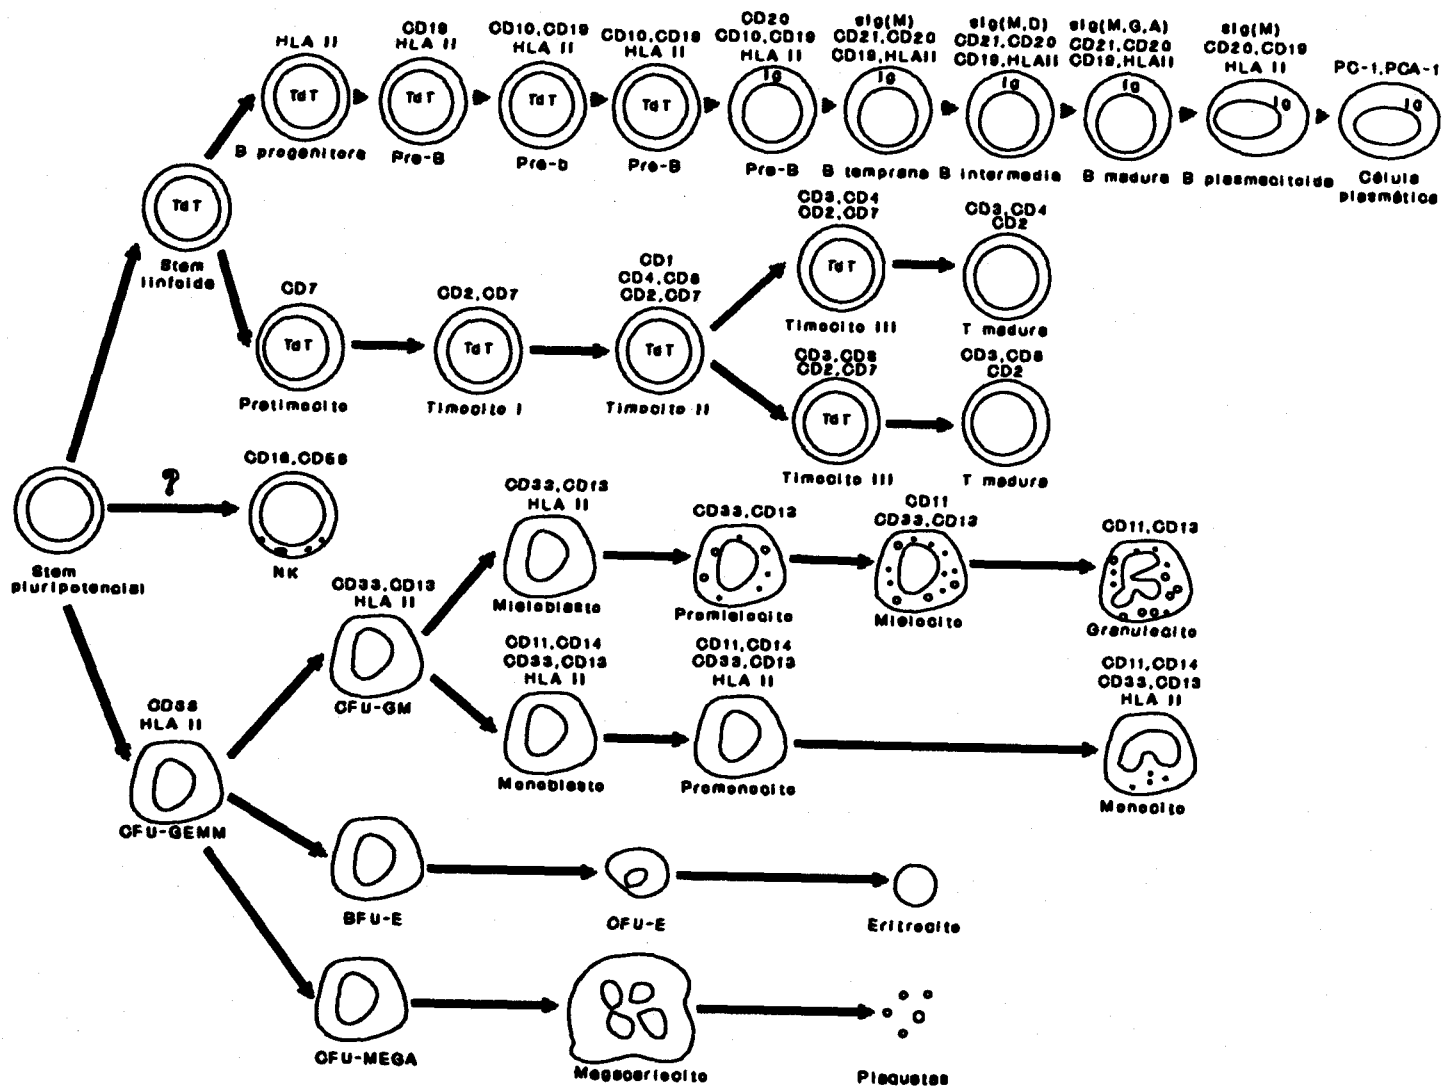 HLA II
CD19
HLA II
CD10,CD19
HLA II
CD10,CD19
HLA II
CD20
CD10,CD19
HLA II
sIg(M)
CD21,CD20
CD19,HLAII
sIg(M,D)
CD21,CD20
CD19,HLAII
sIg(M,G,A)
CD21,CD20
CD19,HLAII
sIg(M)
CD20,CD19
HLA II
PC-1,PCA-1
TdT
TdT
TdT
TdT
Ig
Ig
Ig
Ig
Ig
Ig
B progenitora
Pre-B
Pre-b
Pre-B
Pre-B
B temprana
B intermedia
B madura
B plasmacitoide
Célula
plasmática
TdT
Stem
linfoide
CD7
TdT
Pretimocito
CD2,CD7
TdT
Timocito I
CD1
CD4,CD8
CD2,CD7
TdT
Timocito II
CD3,CD4
CD2,CD7
TdT
Timocito III
CD3,CD4
CD2
T madura
CD3,CD8
CD2,CD7
TdT
Timocito III
CD3,CD8
CD2
T madura
Stem
pluripotencial
?
CD16,CD56
NK
CD33,CD13
HLA II
Mieloblasto
CD33,CD13
Promielocito
CD11
CD33,CD13
Mielocito
CD11,CD13
Granulocito
CD33,CD13
HLA II
CFU-GM
CD11,CD14
CD33,CD13
HLA II
Monoblasto
CD11,CD14
CD33,CD13
HLA II
Promonocito
CD11,CD14
CD33,CD13
HLA II
Monocito
CD33
HLA II
CFU-GEMM
BFU-E
CFU-E
Eritrocito
CFU-MEGA
Megacariocito
Plaquetas